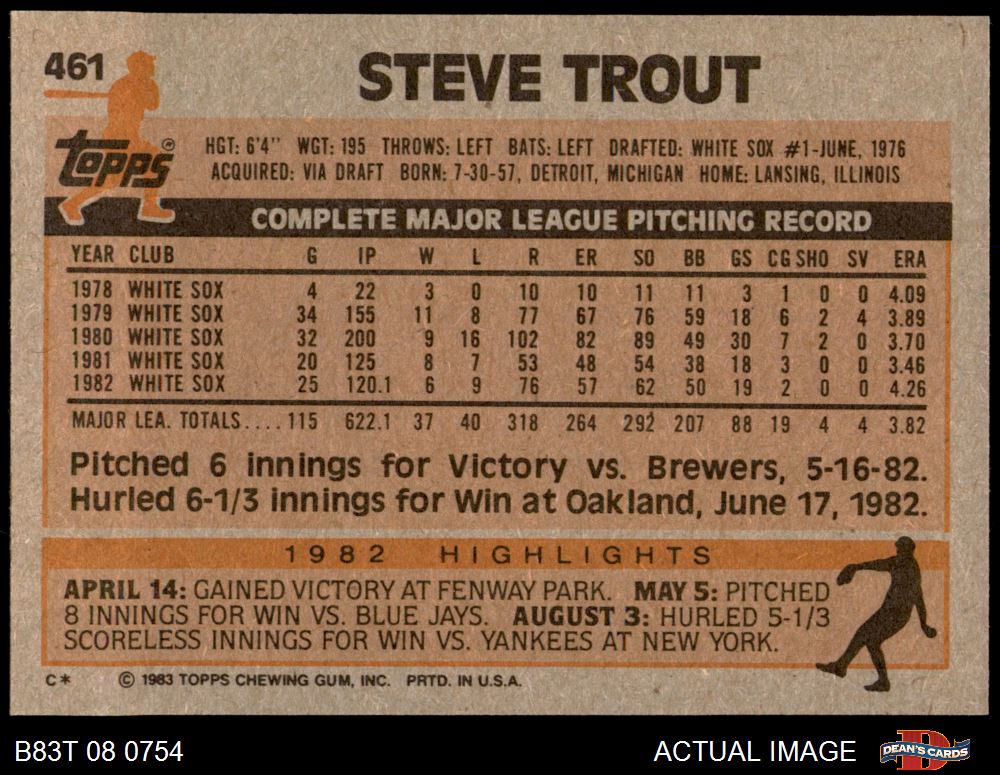 461
STEVE TROUT
Topps®
HGT: 6'4" WGT: 195 THROWS: LEFT BATS: LEFT DRAFTED: WHITE SOX #1-JUNE, 1976
ACQUIRED: VIA DRAFT BORN: 7-30-57, DETROIT, MICHIGAN HOME: LANSING, ILLINOIS
COMPLETE MAJOR LEAGUE PITCHING RECORD
YEAR CLUB G IP W L R ER SO BB GS CG SHO SV ERA
1978 WHITE SOX 4 22 3 0 10 10 11 11 3 1 0 0 4.09
1979 WHITE SOX 34 155 11 8 77 67 76 59 18 6 2 4 3.89
1980 WHITE SOX 32 200 9 16 102 82 89 49 30 7 2 0 3.70
1981 WHITE SOX 20 125 8 7 53 48 54 38 18 3 0 0 3.46
1982 WHITE SOX 25 120.1 6 9 76 57 62 50 19 2 0 0 4.26
MAJOR LEA. TOTALS.... 115 622.1 37 40 318 264 292 207 88 19 4 4 3.82
Pitched 6 innings for Victory vs. Brewers, 5-16-82.
Hurled 6-1/3 innings for Win at Oakland, June 17, 1982.
1982 HIGHLIGHTS
APRIL 14: GAINED VICTORY AT FENWAY PARK. MAY 5: PITCHED
8 INNINGS FOR WIN VS. BLUE JAYS. AUGUST 3: HURLED 5-1/3
SCORELESS INNINGS FOR WIN VS. YANKEES AT NEW YORK.
C* © 1983 TOPPS CHEWING GUM, INC. PRTD. IN U.S.A.
B83T 08 0754 ACTUAL IMAGE D DEAN'S CARDS